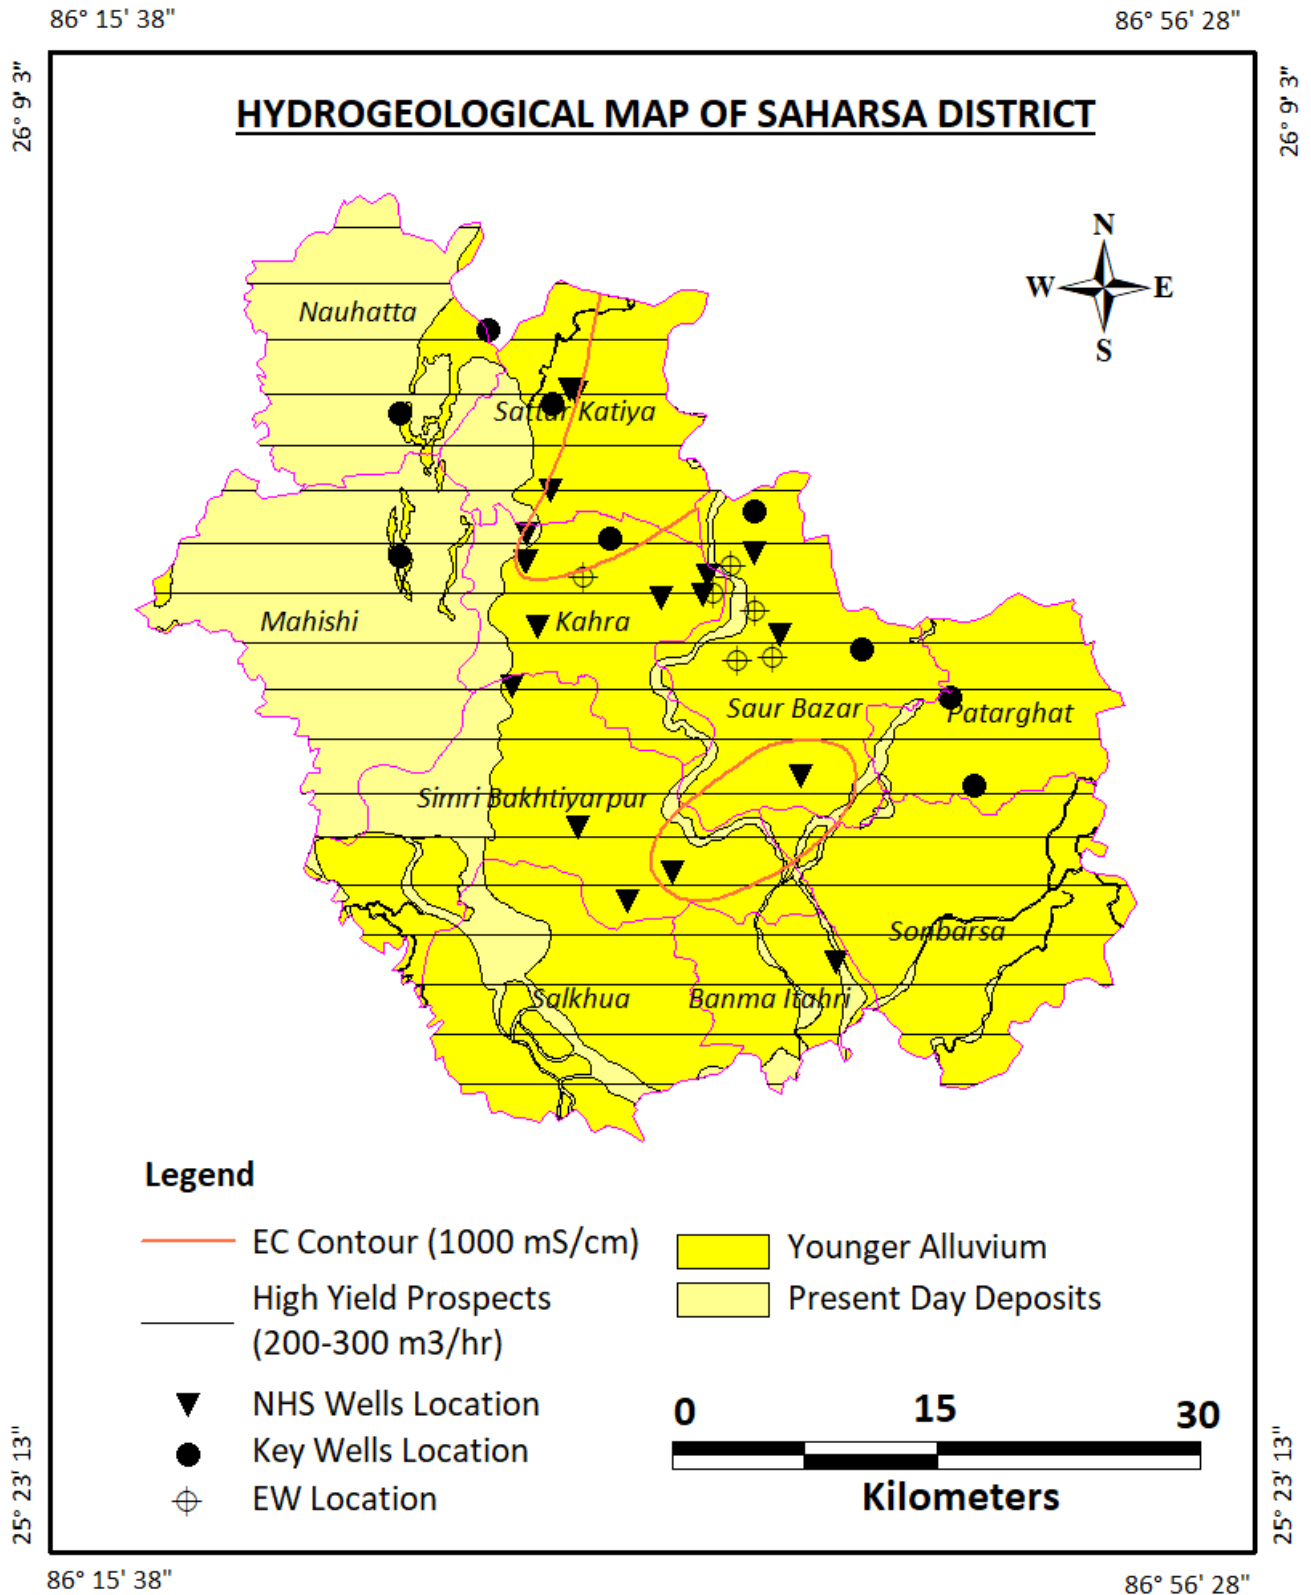 86° 15' 38"
86° 56' 28"
26° 9' 3"
26° 9' 3"
HYDROGEOLOGICAL MAP OF SAHARSA DISTRICT
N
W
E
S
Nauhatta
Sattar Katiya
Mahishi
Kahra
Saur Bazar
Patarghat
Simri Bakhtiyarpur
Sonbarsa
Salkhua
Banma Itahri
Legend
EC Contour (1000 mS/cm)
Younger Alluvium
High Yield Prospects
(200-300 m3/hr)
Present Day Deposits
NHS Wells Location
Key Wells Location
EW Location
0
15
30
Kilometers
25° 23' 13"
25° 23' 13"
86° 15' 38"
86° 56' 28"